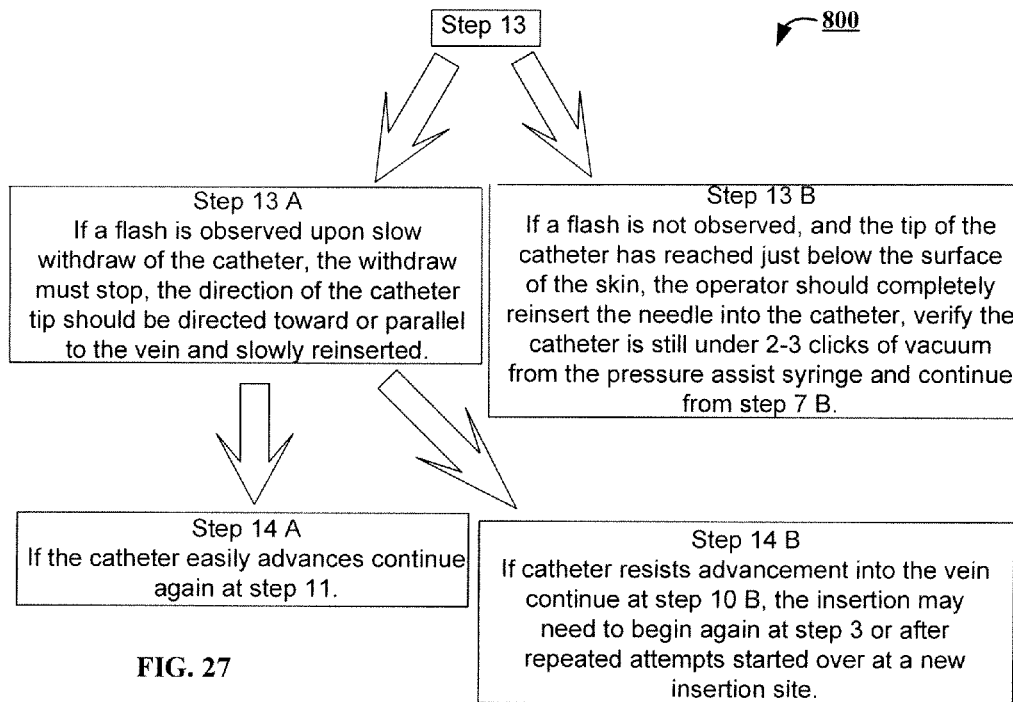 Step 13
800
Step 13 A
If a flash is observed upon slow
withdraw of the catheter, the withdraw
must stop, the direction of the catheter
tip should be directed toward or parallel
to the vein and slowly reinserted.
Step 13 B
If a flash is not observed, and the tip of the
catheter has reached just below the surface
of the skin, the operator should completely
reinsert the needle into the catheter, verify the
catheter is still under 2-3 clicks of vacuum
from the pressure assist syringe and continue
from step 7 B.
Step 14 A
If the catheter easily advances continue
again at step 11.
Step 14 B
If catheter resists advancement into the vein
continue at step 10 B, the insertion may
need to begin again at step 3 or after
repeated attempts started over at a new
insertion site.
FIG. 27